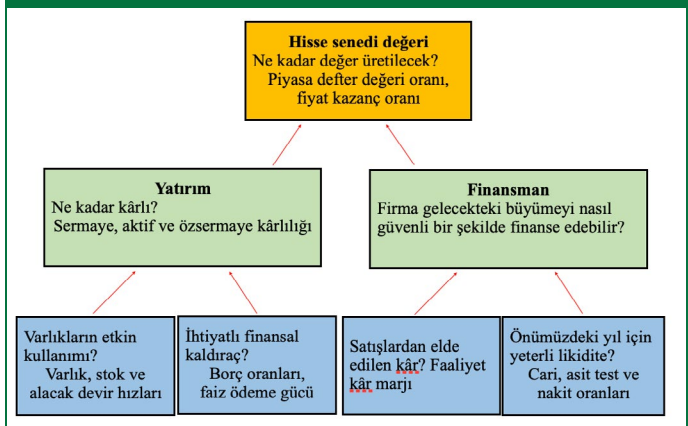 Hisse senedi değeri
Ne kadar değer üretilecek?
Piyasa defter değeri oranı,
fiyat kazanç oranı
Yatırım
Ne kadar kârlı?
Sermaye, aktif ve özsermaye kârlılığı
Finansman
Firma gelecekteki büyümeyi nasıl
güvenli bir şekilde finanse edebilir?
Varlıkların etkin
kullanımı?
Varlık, stok ve
alacak devir hızları
İhtiyatlı finansal
kaldıraç?
Borç oranları,
faiz ödeme gücü
Satışlardan elde
edilen kâr? Faaliyet
kâr marjı
Önümüzdeki yıl için
yeterli likidite?
Cari, asit test ve
nakit oranları